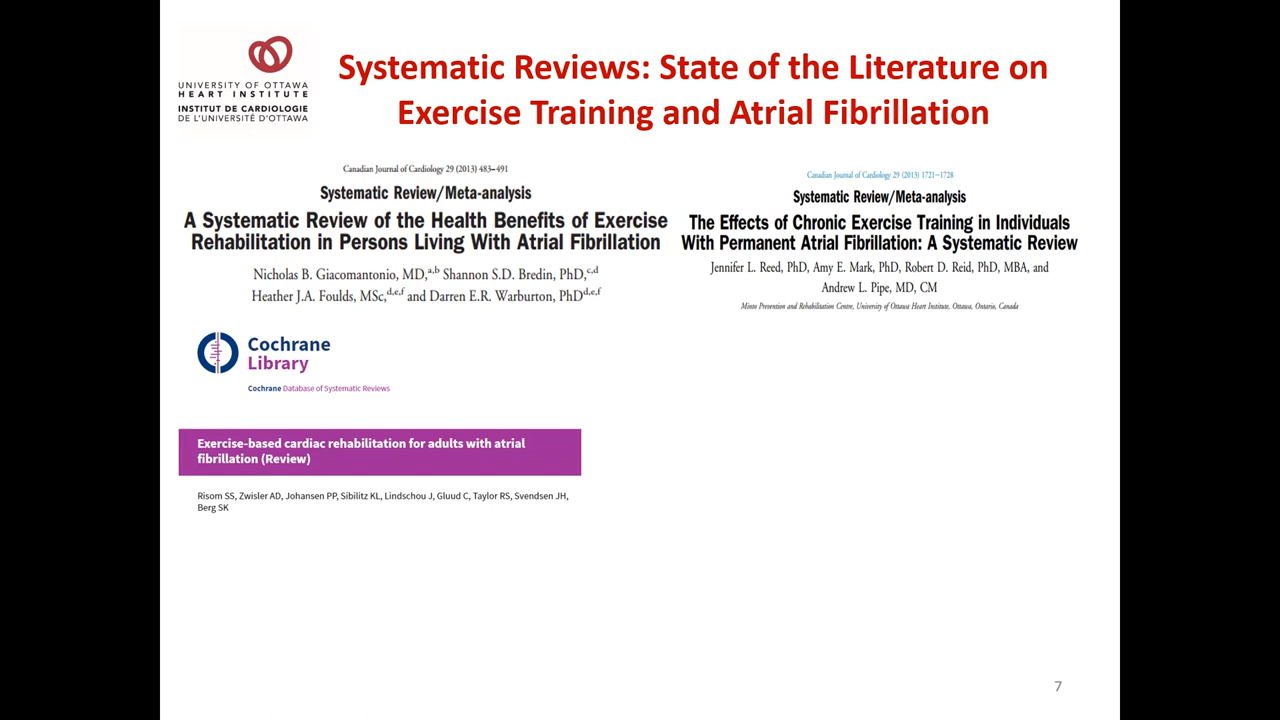 UNIVERSITY OF OTTAWA
HEART INSTITUTE
INSTITUT DE CARDIOLOGIE
DE L'UNIVERSITÉ D'OTTAWA
Systematic Reviews: State of the Literature on
Exercise Training and Atrial Fibrillation
Canadian Journal of Cardiology 29 (2013) 483–491
Systematic Review/Meta-analysis
A Systematic Review of the Health Benefits of Exercise
Rehabilitation in Persons Living With Atrial Fibrillation
Nicholas B. Giacomantonio, MD,a,b Shannon S.D. Bredin, PhD,c,d
Heather J.A. Foulds, MSc,d,e,f and Darren E.R. Warburton, PhDd,e,f
Canadian Journal of Cardiology 29 (2013) 1721–1728
Systematic Review/Meta-analysis
The Effects of Chronic Exercise Training in Individuals
With Permanent Atrial Fibrillation: A Systematic Review
Jennifer L. Reed, PhD, Amy E. Mark, PhD, Robert D. Reid, PhD, MBA, and
Andrew L. Pipe, MD, CM
Minto Prevention and Rehabilitation Centre, University of Ottawa Heart Institute, Ottawa, Ontario, Canada
Cochrane
Library
Cochrane Database of Systematic Reviews
Exercise-based cardiac rehabilitation for adults with atrial
fibrillation (Review)
Risom SS, Zwisler AD, Johansen PP, Sibilitz KL, Lindschou J, Gluud C, Taylor RS, Svendsen JH,
Berg SK
7